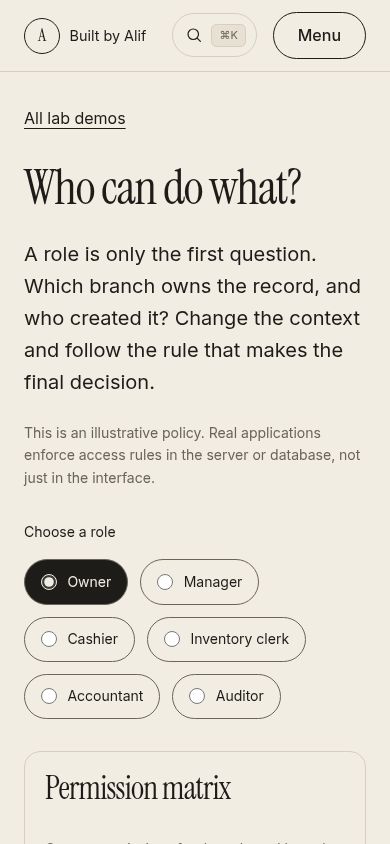 A Built by Alif ⌘K Menu
All lab demos
Who can do what?
A role is only the first question.
Which branch owns the record, and
who created it? Change the context
and follow the rule that makes the
final decision.
This is an illustrative policy. Real applications
enforce access rules in the server or database, not
just in the interface.
Choose a role
Owner Manager
Cashier Inventory clerk
Accountant Auditor
Permission matrix